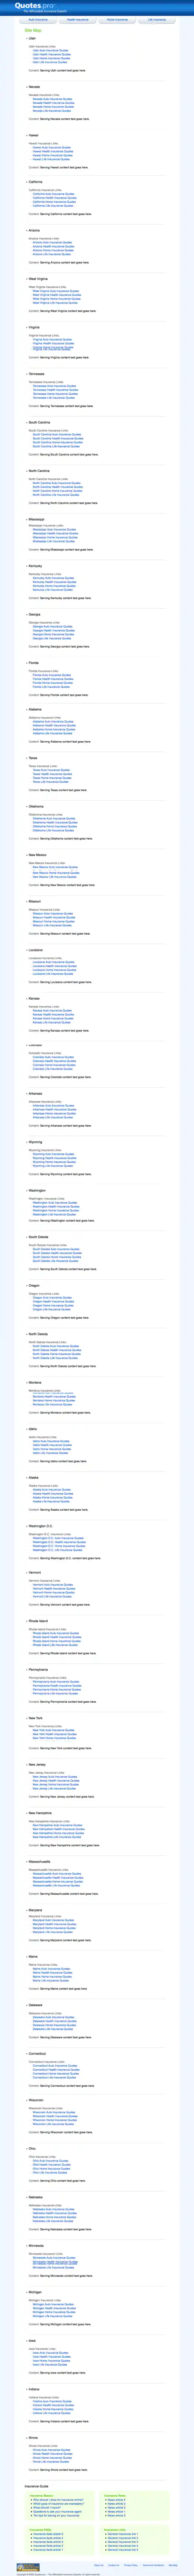 Quotes.pro
The Affordable Insurance Experts
Auto Insurance
Health Insurance
Home Insurance
Life Insurance
Site Map
Utah
Utah Insurance Links:
Utah Auto Insurance Quotes
Utah Health Insurance Quotes
Utah Home Insurance Quotes
Utah Life Insurance Quotes
Content: Serving Utah content text goes here.
Nevada
Nevada Insurance Links:
Nevada Auto Insurance Quotes
Nevada Health Insurance Quotes
Nevada Home Insurance Quotes
Nevada Life Insurance Quotes
Content: Serving Nevada content text goes here.
Hawaii
Hawaii Insurance Links:
Hawaii Auto Insurance Quotes
Hawaii Health Insurance Quotes
Hawaii Home Insurance Quotes
Hawaii Life Insurance Quotes
Content: Serving Hawaii content text goes here.
California
California Insurance Links:
California Auto Insurance Quotes
California Health Insurance Quotes
California Home Insurance Quotes
California Life Insurance Quotes
Content: Serving California content text goes here.
Arizona
Arizona Insurance Links:
Arizona Auto Insurance Quotes
Arizona Health Insurance Quotes
Arizona Home Insurance Quotes
Arizona Life Insurance Quotes
Content: Serving Arizona content text goes here.
West Virginia
West Virginia Insurance Links:
West Virginia Auto Insurance Quotes
West Virginia Health Insurance Quotes
West Virginia Home Insurance Quotes
West Virginia Life Insurance Quotes
Content: Serving West Virginia content text goes here.
Virginia
Virginia Insurance Links:
Virginia Auto Insurance Quotes
Virginia Health Insurance Quotes
Virginia Home Insurance Quotes
Virginia Life Insurance Quotes
Content: Serving Virginia content text goes here.
Tennessee
Tennessee Insurance Links:
Tennessee Auto Insurance Quotes
Tennessee Health Insurance Quotes
Tennessee Home Insurance Quotes
Tennessee Life Insurance Quotes
Content: Serving Tennessee content text goes here.
South Carolina
South Carolina Insurance Links:
South Carolina Auto Insurance Quotes
South Carolina Health Insurance Quotes
South Carolina Home Insurance Quotes
South Carolina Life Insurance Quotes
Content: Serving South Carolina content text goes here.
North Carolina
North Carolina Insurance Links:
North Carolina Auto Insurance Quotes
North Carolina Health Insurance Quotes
North Carolina Home Insurance Quotes
North Carolina Life Insurance Quotes
Content: Serving North Carolina content text goes here.
Mississippi
Mississippi Insurance Links:
Mississippi Auto Insurance Quotes
Mississippi Health Insurance Quotes
Mississippi Home Insurance Quotes
Mississippi Life Insurance Quotes
Content: Serving Mississippi content text goes here.
Kentucky
Kentucky Insurance Links:
Kentucky Auto Insurance Quotes
Kentucky Health Insurance Quotes
Kentucky Home Insurance Quotes
Kentucky Life Insurance Quotes
Content: Serving Kentucky content text goes here.
Georgia
Georgia Insurance Links:
Georgia Auto Insurance Quotes
Georgia Health Insurance Quotes
Georgia Home Insurance Quotes
Georgia Life Insurance Quotes
Content: Serving Georgia content text goes here.
Florida
Florida Insurance Links:
Florida Auto Insurance Quotes
Florida Health Insurance Quotes
Florida Home Insurance Quotes
Florida Life Insurance Quotes
Content: Serving Florida content text goes here.
Alabama
Alabama Insurance Links:
Alabama Auto Insurance Quotes
Alabama Health Insurance Quotes
Alabama Home Insurance Quotes
Alabama Life Insurance Quotes
Content: Serving Alabama content text goes here.
Texas
Texas Insurance Links:
Texas Auto Insurance Quotes
Texas Health Insurance Quotes
Texas Home Insurance Quotes
Texas Life Insurance Quotes
Content: Serving Texas content text goes here.
Oklahoma
Oklahoma Insurance Links:
Oklahoma Auto Insurance Quotes
Oklahoma Health Insurance Quotes
Oklahoma Home Insurance Quotes
Oklahoma Life Insurance Quotes
Content: Serving Oklahoma content text goes here.
New Mexico
New Mexico Insurance Links:
New Mexico Auto Insurance Quotes
New Mexico Home Insurance Quotes
New Mexico Life Insurance Quotes
Content: Serving New Mexico content text goes here.
Missouri
Missouri Insurance Links:
Missouri Auto Insurance Quotes
Missouri Health Insurance Quotes
Missouri Home Insurance Quotes
Missouri Life Insurance Quotes
Content: Serving Missouri content text goes here.
Louisiana
Louisiana Insurance Links:
Louisiana Auto Insurance Quotes
Louisiana Health Insurance Quotes
Louisiana Home Insurance Quotes
Louisiana Life Insurance Quotes
Content: Serving Louisiana content text goes here.
Kansas
Kansas Insurance Links:
Kansas Auto Insurance Quotes
Kansas Health Insurance Quotes
Kansas Home Insurance Quotes
Kansas Life Insurance Quotes
Content: Serving Kansas content text goes here.
Colorado
Colorado Insurance Links:
Colorado Auto Insurance Quotes
Colorado Health Insurance Quotes
Colorado Home Insurance Quotes
Colorado Life Insurance Quotes
Content: Serving Colorado content text goes here.
Arkansas
Arkansas Insurance Links:
Arkansas Auto Insurance Quotes
Arkansas Health Insurance Quotes
Arkansas Home Insurance Quotes
Arkansas Life Insurance Quotes
Content: Serving Arkansas content text goes here.
Wyoming
Wyoming Insurance Links:
Wyoming Auto Insurance Quotes
Wyoming Health Insurance Quotes
Wyoming Home Insurance Quotes
Wyoming Life Insurance Quotes
Content: Serving Wyoming content text goes here.
Washington
Washington Insurance Links:
Washington Auto Insurance Quotes
Washington Health Insurance Quotes
Washington Home Insurance Quotes
Washington Life Insurance Quotes
Content: Serving Washington content text goes here.
South Dakota
South Dakota Insurance Links:
South Dakota Auto Insurance Quotes
South Dakota Health Insurance Quotes
South Dakota Home Insurance Quotes
South Dakota Life Insurance Quotes
Content: Serving South Dakota content text goes here.
Oregon
Oregon Insurance Links:
Oregon Auto Insurance Quotes
Oregon Health Insurance Quotes
Oregon Home Insurance Quotes
Oregon Life Insurance Quotes
Content: Serving Oregon content text goes here.
North Dakota
North Dakota Insurance Links:
North Dakota Auto Insurance Quotes
North Dakota Health Insurance Quotes
North Dakota Home Insurance Quotes
North Dakota Life Insurance Quotes
Content: Serving North Dakota content text goes here.
Montana
Montana Insurance Links:
Montana Health Insurance Quotes
Montana Home Insurance Quotes
Montana Life Insurance Quotes
Content: Serving Montana content text goes here.
Idaho
Idaho Insurance Links:
Idaho Auto Insurance Quotes
Idaho Health Insurance Quotes
Idaho Home Insurance Quotes
Idaho Life Insurance Quotes
Content: Serving Idaho content text goes here.
Alaska
Alaska Insurance Links:
Alaska Auto Insurance Quotes
Alaska Health Insurance Quotes
Alaska Home Insurance Quotes
Alaska Life Insurance Quotes
Content: Serving Alaska content text goes here.
Washington D.C.
Washington D.C. Insurance Links:
Washington D.C. Auto Insurance Quotes
Washington D.C. Health Insurance Quotes
Washington D.C. Home Insurance Quotes
Washington D.C. Life Insurance Quotes
Content: Serving Washington D.C. content text goes here.
Vermont
Vermont Insurance Links:
Vermont Auto Insurance Quotes
Vermont Health Insurance Quotes
Vermont Home Insurance Quotes
Vermont Life Insurance Quotes
Content: Serving Vermont content text goes here.
Rhode Island
Rhode Island Insurance Links:
Rhode Island Auto Insurance Quotes
Rhode Island Health Insurance Quotes
Rhode Island Home Insurance Quotes
Rhode Island Life Insurance Quotes
Content: Serving Rhode Island content text goes here.
Pennsylvania
Pennsylvania Insurance Links:
Pennsylvania Auto Insurance Quotes
Pennsylvania Health Insurance Quotes
Pennsylvania Home Insurance Quotes
Pennsylvania Life Insurance Quotes
Content: Serving Pennsylvania content text goes here.
New York
New York Insurance Links:
New York Auto Insurance Quotes
New York Health Insurance Quotes
New York Home Insurance Quotes
Content: Serving New York content text goes here.
New Jersey
New Jersey Insurance Links:
New Jersey Auto Insurance Quotes
New Jersey Health Insurance Quotes
New Jersey Home Insurance Quotes
New Jersey Life Insurance Quotes
Content: Serving New Jersey content text goes here.
New Hampshire
New Hampshire Insurance Links:
New Hampshire Auto Insurance Quotes
New Hampshire Health Insurance Quotes
New Hampshire Home Insurance Quotes
New Hampshire Life Insurance Quotes
Content: Serving New Hampshire content text goes here.
Massachusetts
Massachusetts Insurance Links:
Massachusetts Auto Insurance Quotes
Massachusetts Health Insurance Quotes
Massachusetts Home Insurance Quotes
Massachusetts Life Insurance Quotes
Content: Serving Massachusetts content text goes here.
Maryland
Maryland Insurance Links:
Maryland Auto Insurance Quotes
Maryland Health Insurance Quotes
Maryland Home Insurance Quotes
Maryland Life Insurance Quotes
Content: Serving Maryland content text goes here.
Maine
Maine Insurance Links:
Maine Auto Insurance Quotes
Maine Health Insurance Quotes
Maine Home Insurance Quotes
Maine Life Insurance Quotes
Content: Serving Maine content text goes here.
Delaware
Delaware Insurance Links:
Delaware Auto Insurance Quotes
Delaware Health Insurance Quotes
Delaware Home Insurance Quotes
Delaware Life Insurance Quotes
Content: Serving Delaware content text goes here.
Connecticut
Connecticut Insurance Links:
Connecticut Auto Insurance Quotes
Connecticut Health Insurance Quotes
Connecticut Home Insurance Quotes
Connecticut Life Insurance Quotes
Content: Serving Connecticut content text goes here.
Wisconsin
Wisconsin Insurance Links:
Wisconsin Auto Insurance Quotes
Wisconsin Health Insurance Quotes
Wisconsin Home Insurance Quotes
Wisconsin Life Insurance Quotes
Content: Serving Wisconsin content text goes here.
Ohio
Ohio Insurance Links:
Ohio Auto Insurance Quotes
Ohio Health Insurance Quotes
Ohio Home Insurance Quotes
Ohio Life Insurance Quotes
Content: Serving Ohio content text goes here.
Nebraska
Nebraska Insurance Links:
Nebraska Auto Insurance Quotes
Nebraska Health Insurance Quotes
Nebraska Home Insurance Quotes
Nebraska Life Insurance Quotes
Content: Serving Nebraska content text goes here.
Minnesota
Minnesota Insurance Links:
Minnesota Auto Insurance Quotes
Minnesota Health Insurance Quotes
Minnesota Home Insurance Quotes
Minnesota Life Insurance Quotes
Content: Serving Minnesota content text goes here.
Michigan
Michigan Insurance Links:
Michigan Auto Insurance Quotes
Michigan Health Insurance Quotes
Michigan Home Insurance Quotes
Michigan Life Insurance Quotes
Content: Serving Michigan content text goes here.
Iowa
Iowa Insurance Links:
Iowa Auto Insurance Quotes
Iowa Health Insurance Quotes
Iowa Home Insurance Quotes
Iowa Life Insurance Quotes
Content: Serving Iowa content text goes here.
Indiana
Indiana Insurance Links:
Indiana Auto Insurance Quotes
Indiana Health Insurance Quotes
Indiana Home Insurance Quotes
Indiana Life Insurance Quotes
Content: Serving Indiana content text goes here.
Illinois
Illinois Insurance Links:
Illinois Auto Insurance Quotes
Illinois Health Insurance Quotes
Illinois Home Insurance Quotes
Illinois Life Insurance Quotes
Content: Serving Illinois content text goes here.
Insurance Guide